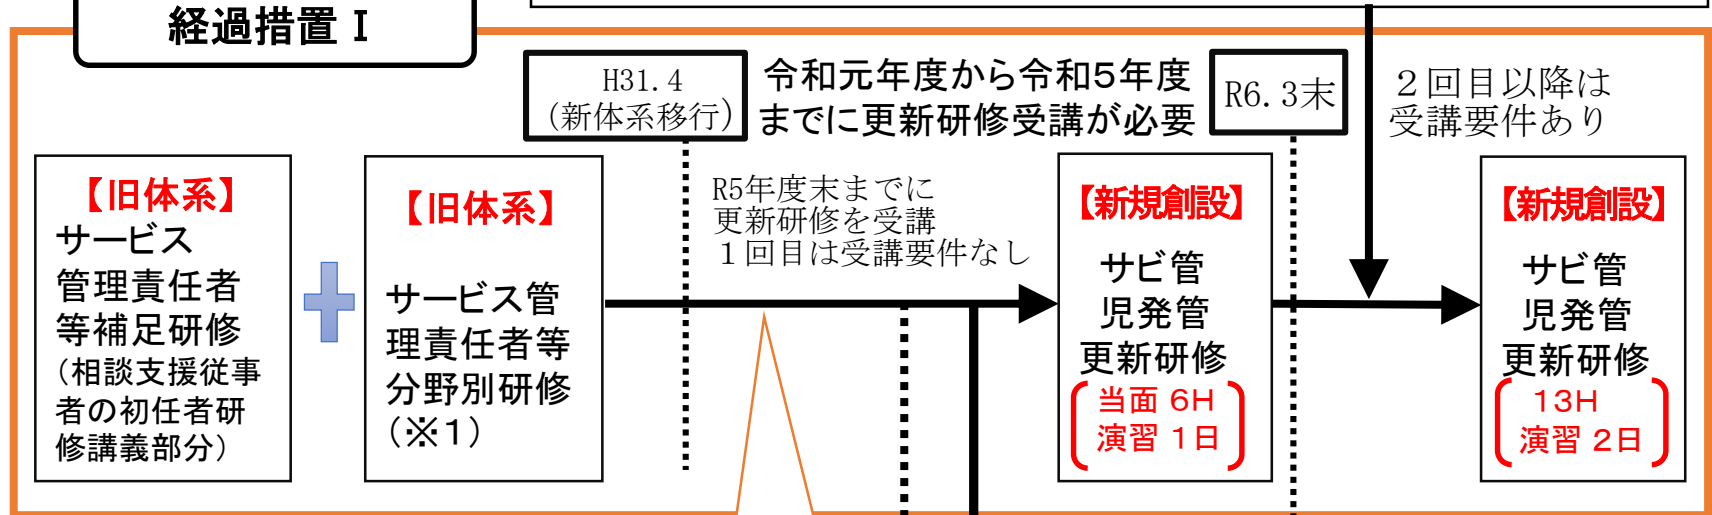 経過措置Ⅰ
H31.4
（新体系移行）
令和元年度から令和５年度
までに更新研修受講が必要
R6.3末
２回目以降は
受講要件あり
【旧体系】
サービス
管理責任者
等補足研修
（相談支援従事
者の初任者研
修講義部分）
【旧体系】
サービス管
理責任者等
分野別研修
（※１）
R5年度末までに
更新研修を受講
１回目は受講要件なし
【新規創設】
サビ管
児発管
更新研修
当面 ６H
演習 １日
【新規創設】
サビ管
児発管
更新研修
１３H
演習 ２日